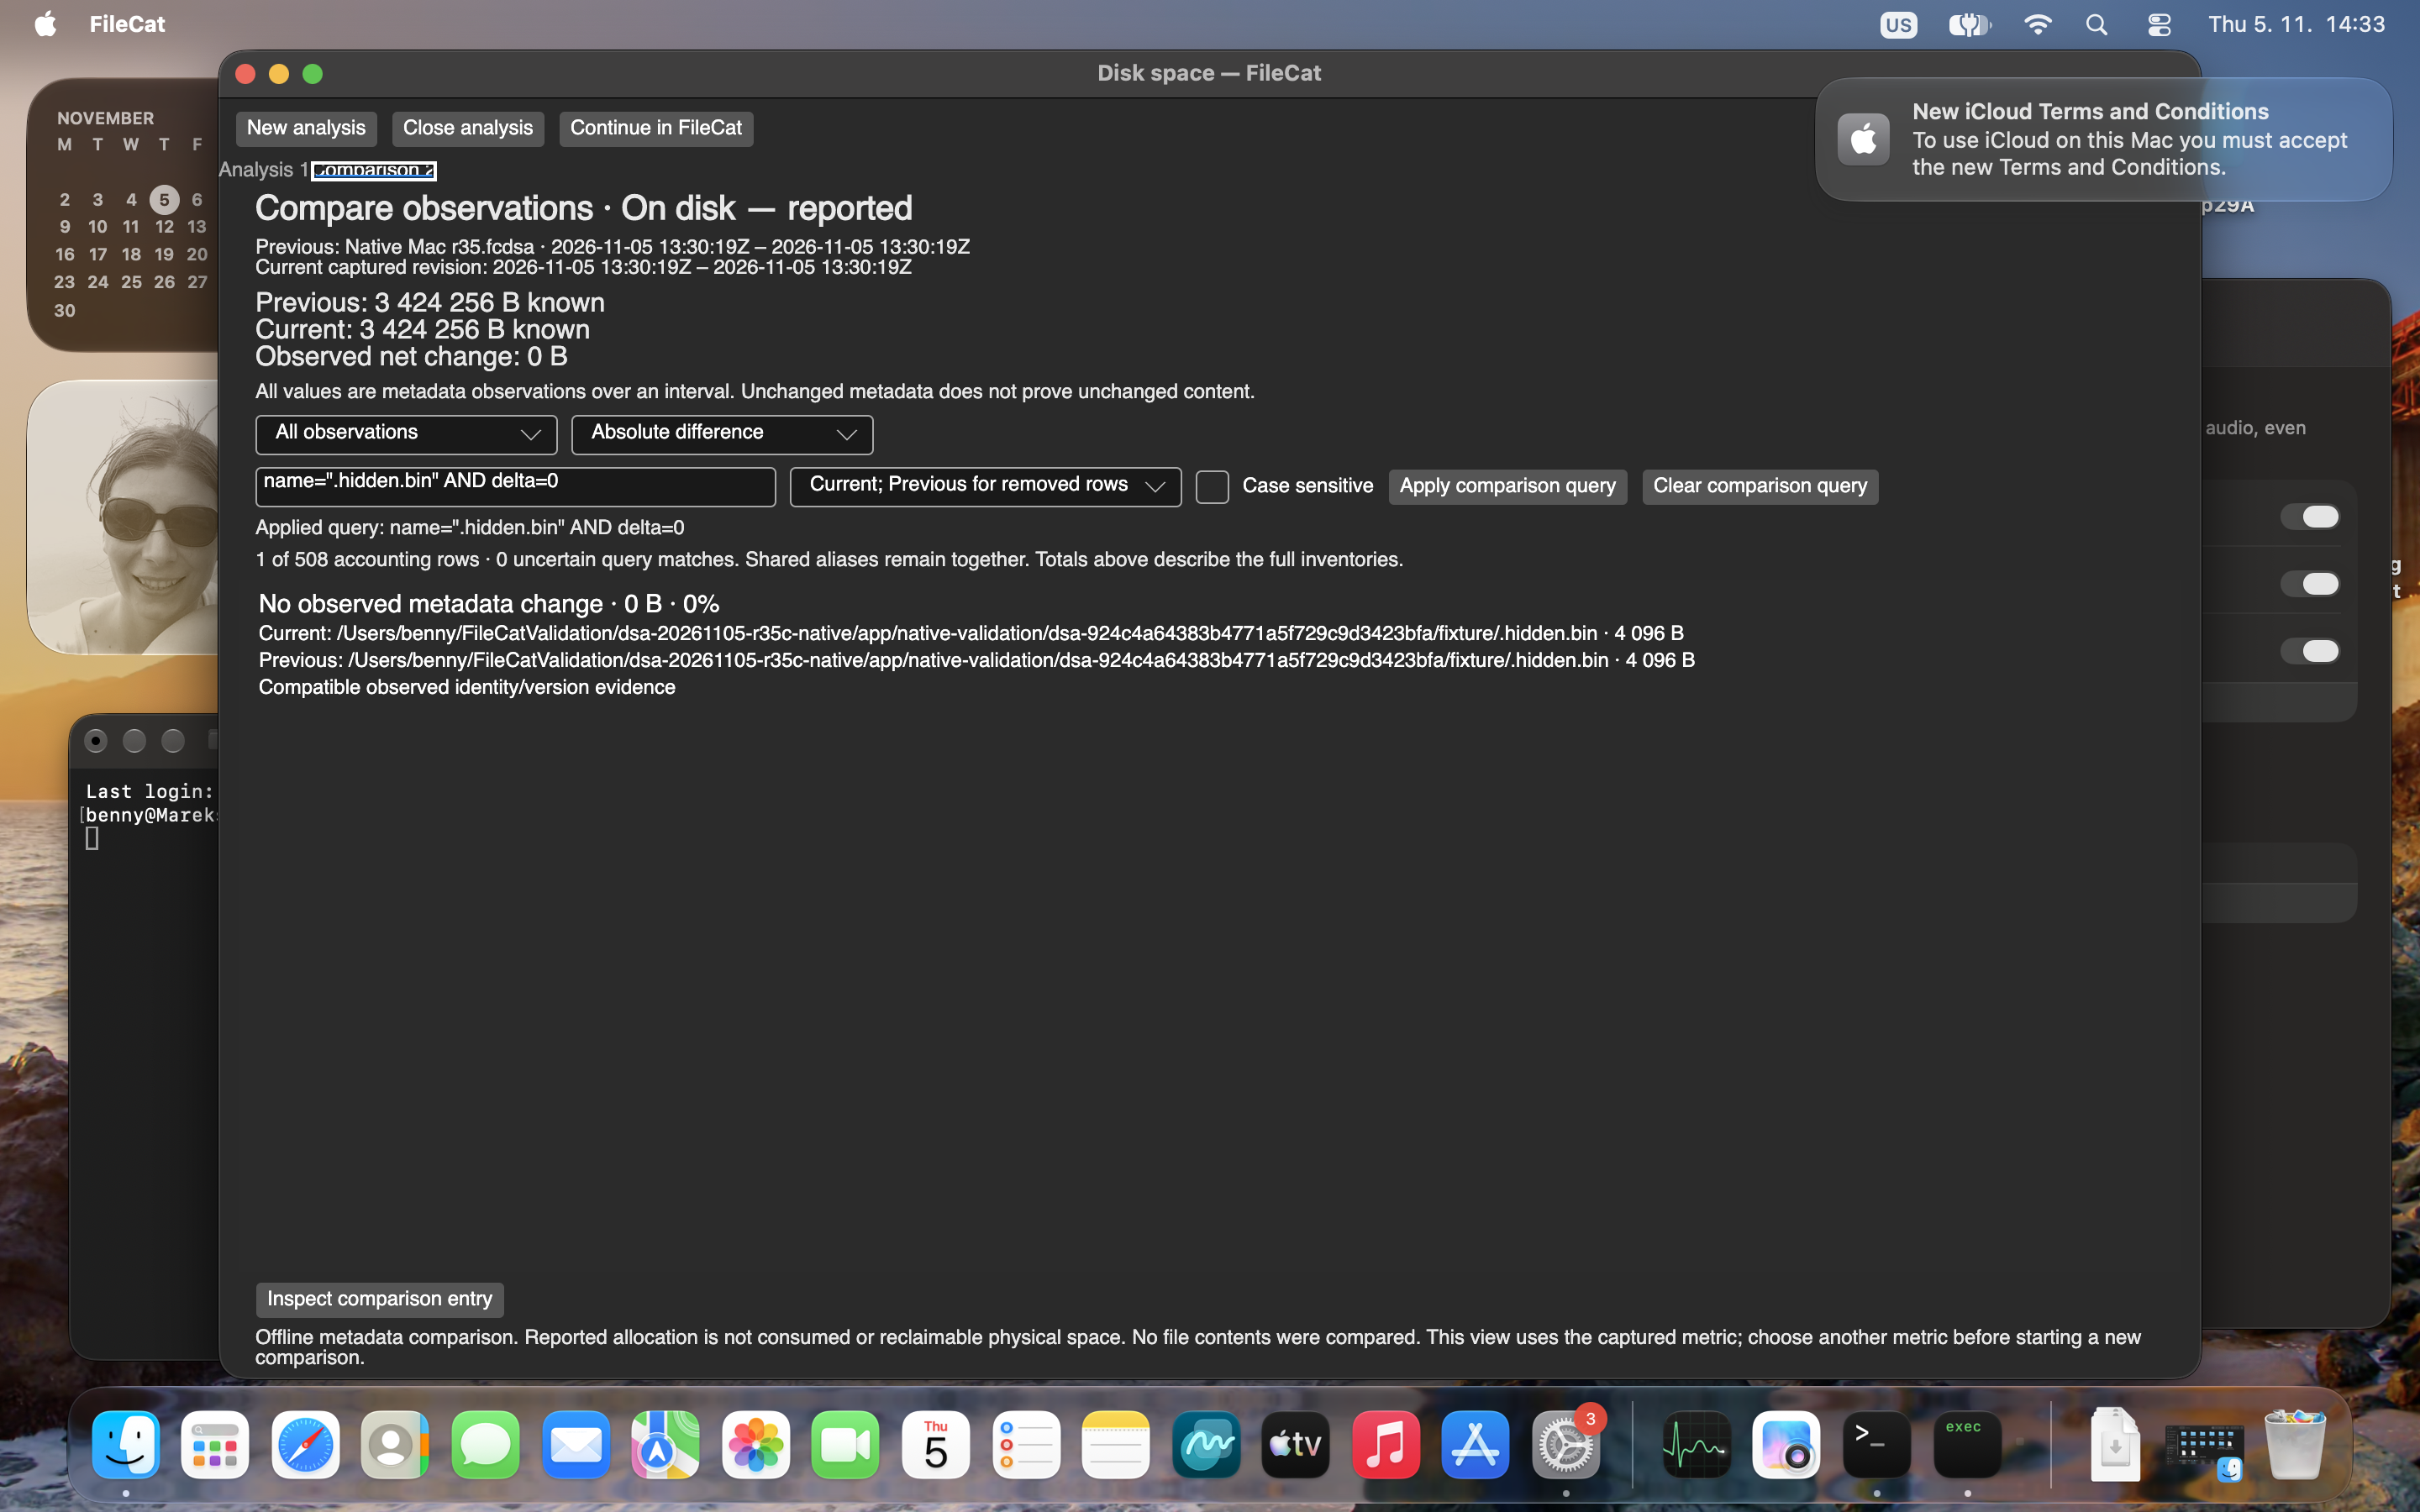 FileCat
US
Thu 5. 11. 14:33
Disk space — FileCat
New analysis
Close analysis
Continue in FileCat
New iCloud Terms and Conditions
To use iCloud on this Mac you must accept
the new Terms and Conditions.
NOVEMBER
M T W T F
2 3 4 5 6
9 10 11 12 13
16 17 18 19 20
23 24 25 26 27
30
Analysis 1
Comparison 2
p29A
Compare observations · On disk — reported
Previous: Native Mac r35.fcdsa · 2026-11-05 13:30:19Z – 2026-11-05 13:30:19Z
Current captured revision: 2026-11-05 13:30:19Z – 2026-11-05 13:30:19Z
Previous: 3 424 256 B known
Current: 3 424 256 B known
Observed net change: 0 B
All values are metadata observations over an interval. Unchanged metadata does not prove unchanged content.
All observations
Absolute difference
audio, even
name=".hidden.bin" AND delta=0
Current; Previous for removed rows
Case sensitive
Apply comparison query
Clear comparison query
Applied query: name=".hidden.bin" AND delta=0
1 of 508 accounting rows · 0 uncertain query matches. Shared aliases remain together. Totals above describe the full inventories.
g
t
No observed metadata change · 0 B · 0%
Current: /Users/benny/FileCatValidation/dsa-20261105-r35c-native/app/native-validation/dsa-924c4a64383b4771a5f729c9d3423bfa/fixture/.hidden.bin · 4 096 B
Previous: /Users/benny/FileCatValidation/dsa-20261105-r35c-native/app/native-validation/dsa-924c4a64383b4771a5f729c9d3423bfa/fixture/.hidden.bin · 4 096 B
Compatible observed identity/version evidence
Last login:
[benny@Marek
Inspect comparison entry
Offline metadata comparison. Reported allocation is not consumed or reclaimable physical space. No file contents were compared. This view uses the captured metric; choose another metric before starting a new
comparison.
Thu
5
tv
3
>_
exec